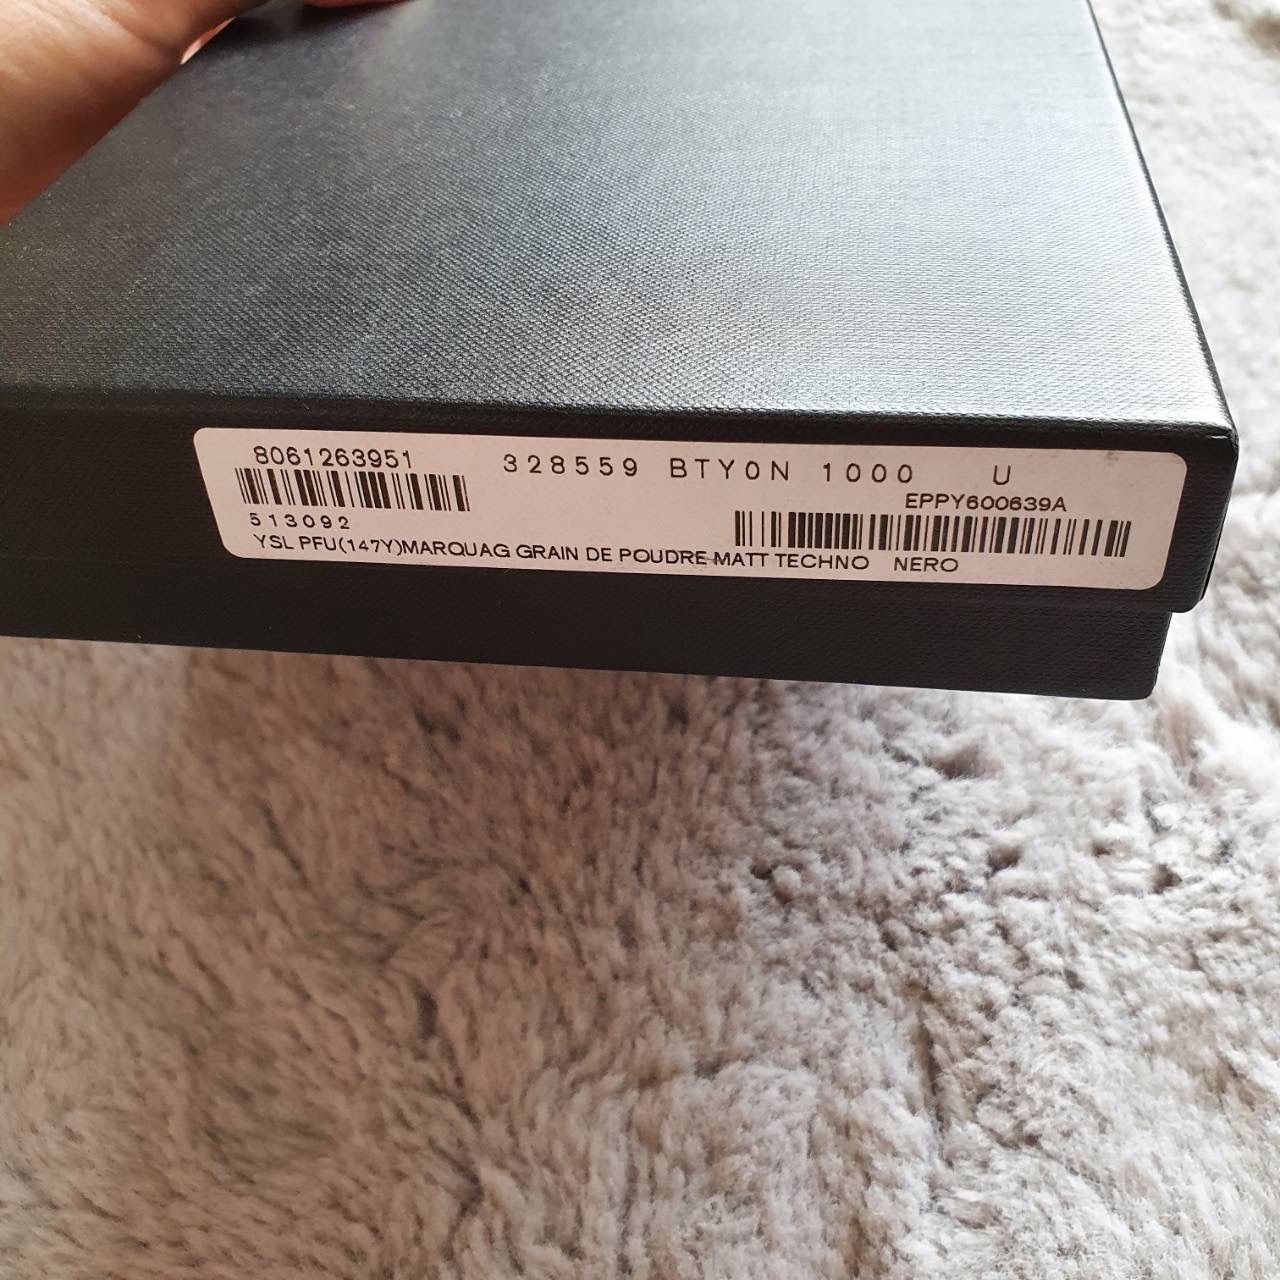 8061263951
328559 BTY0N 1000 U
EPPY600639A
513092
YSL PFU(147Y)MARQUAG GRAIN DE POUDRE MATT TECHNO NERO